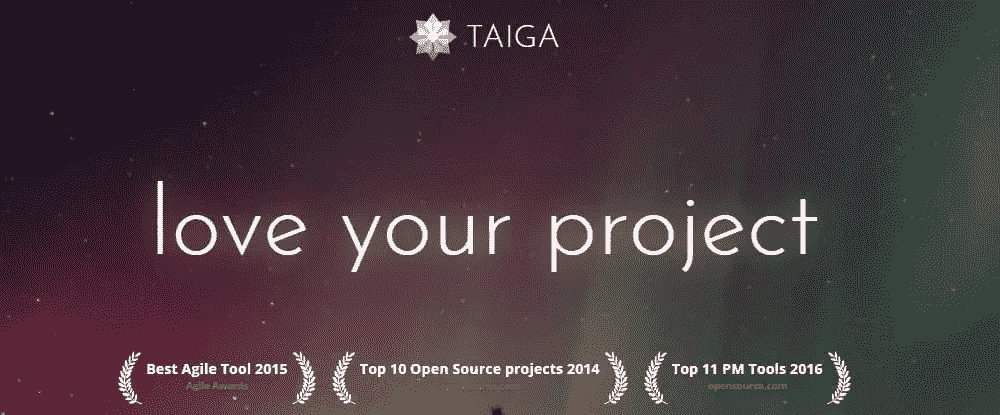 TAIGA
love your project
Best Agile Tool 2015
Agile Awards
Top 10 Open Source projects 2014
Top 11 PM Tools 2016
opensource.com